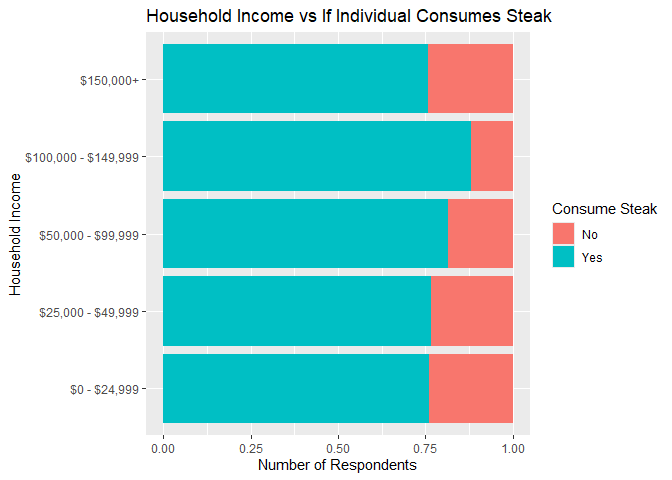 Household Income vs If Individual Consumes Steak
$150,000+
$100,000 - $149,999
$50,000 - $99,999
$25,000 - $49,999
$0 - $24,999
Household Income
0.00 0.25 0.50 0.75 1.00
Number of Respondents
Consume Steak
No
Yes